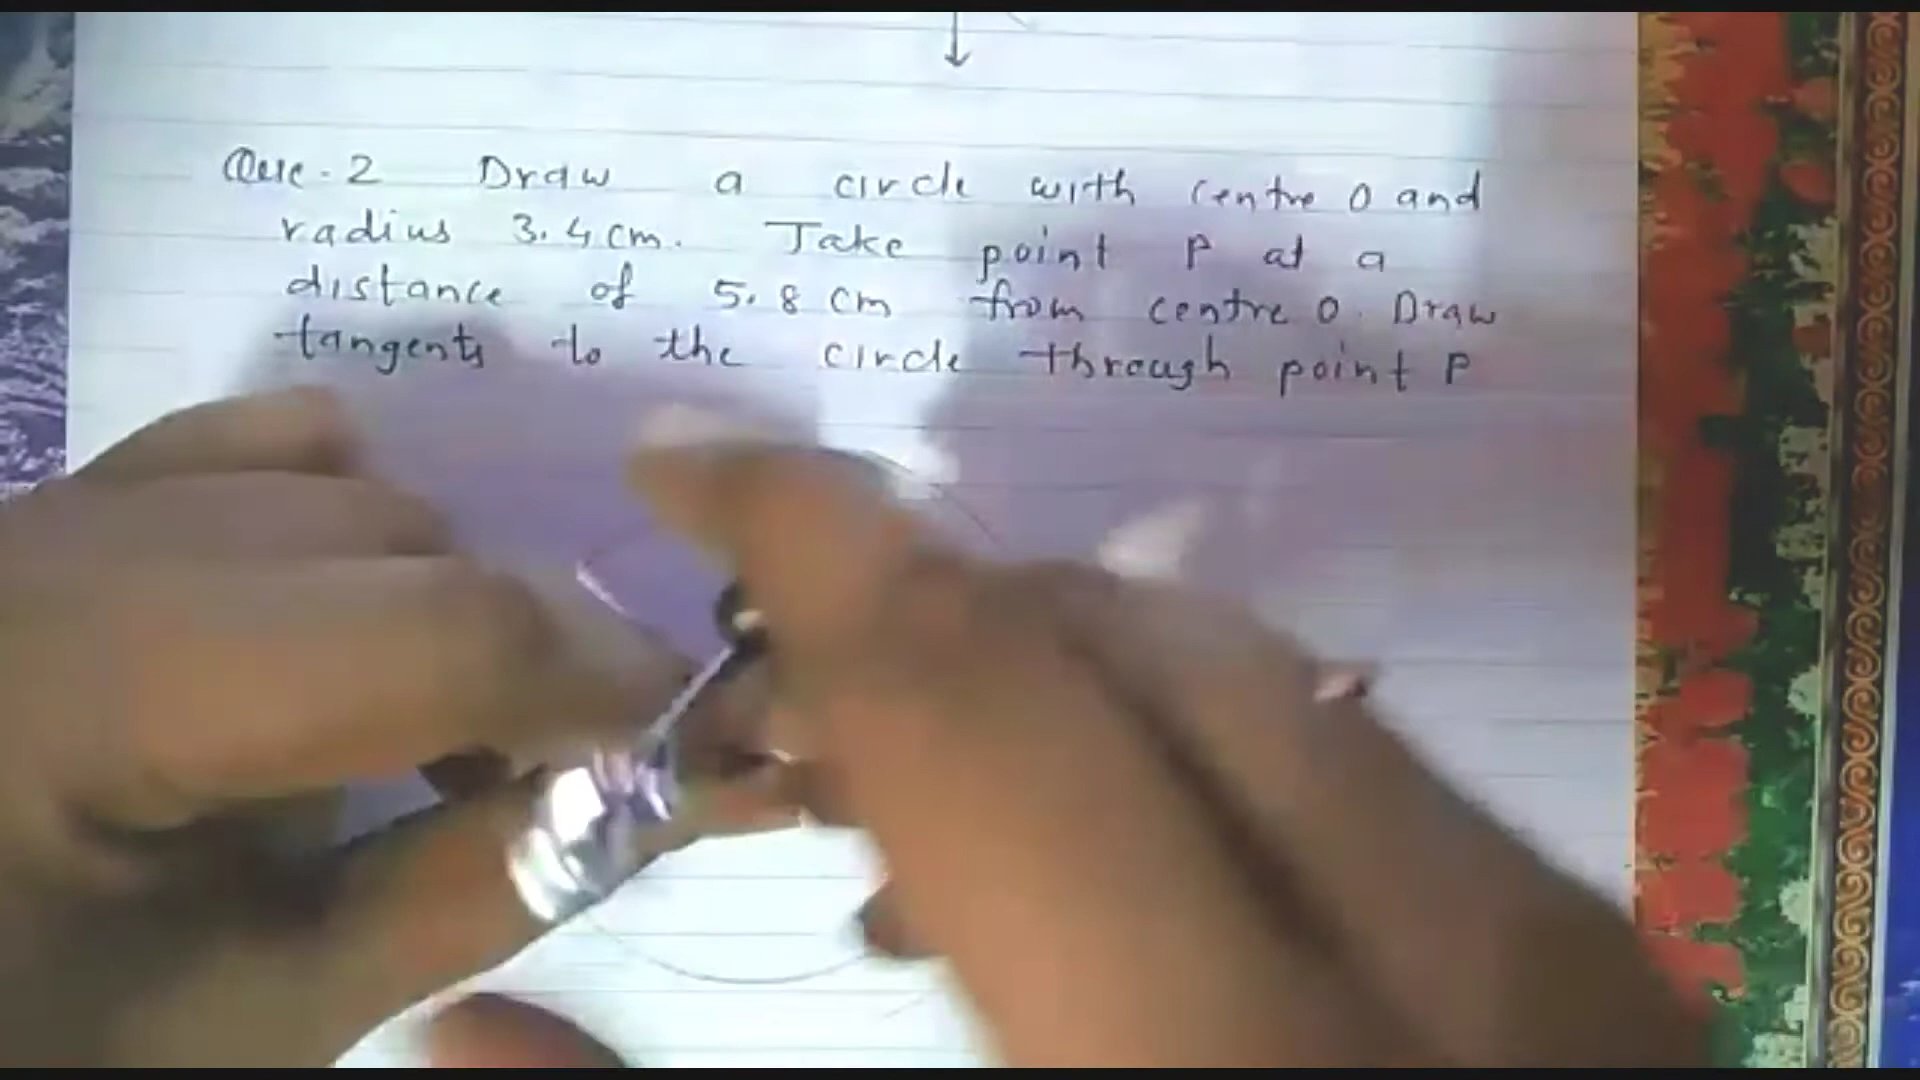 Que. 2 Draw a circle with centre O and
radius 3.4 cm. Take point P at a
distance of 5.8 cm from centre O. Draw
tangents to the circle through point P